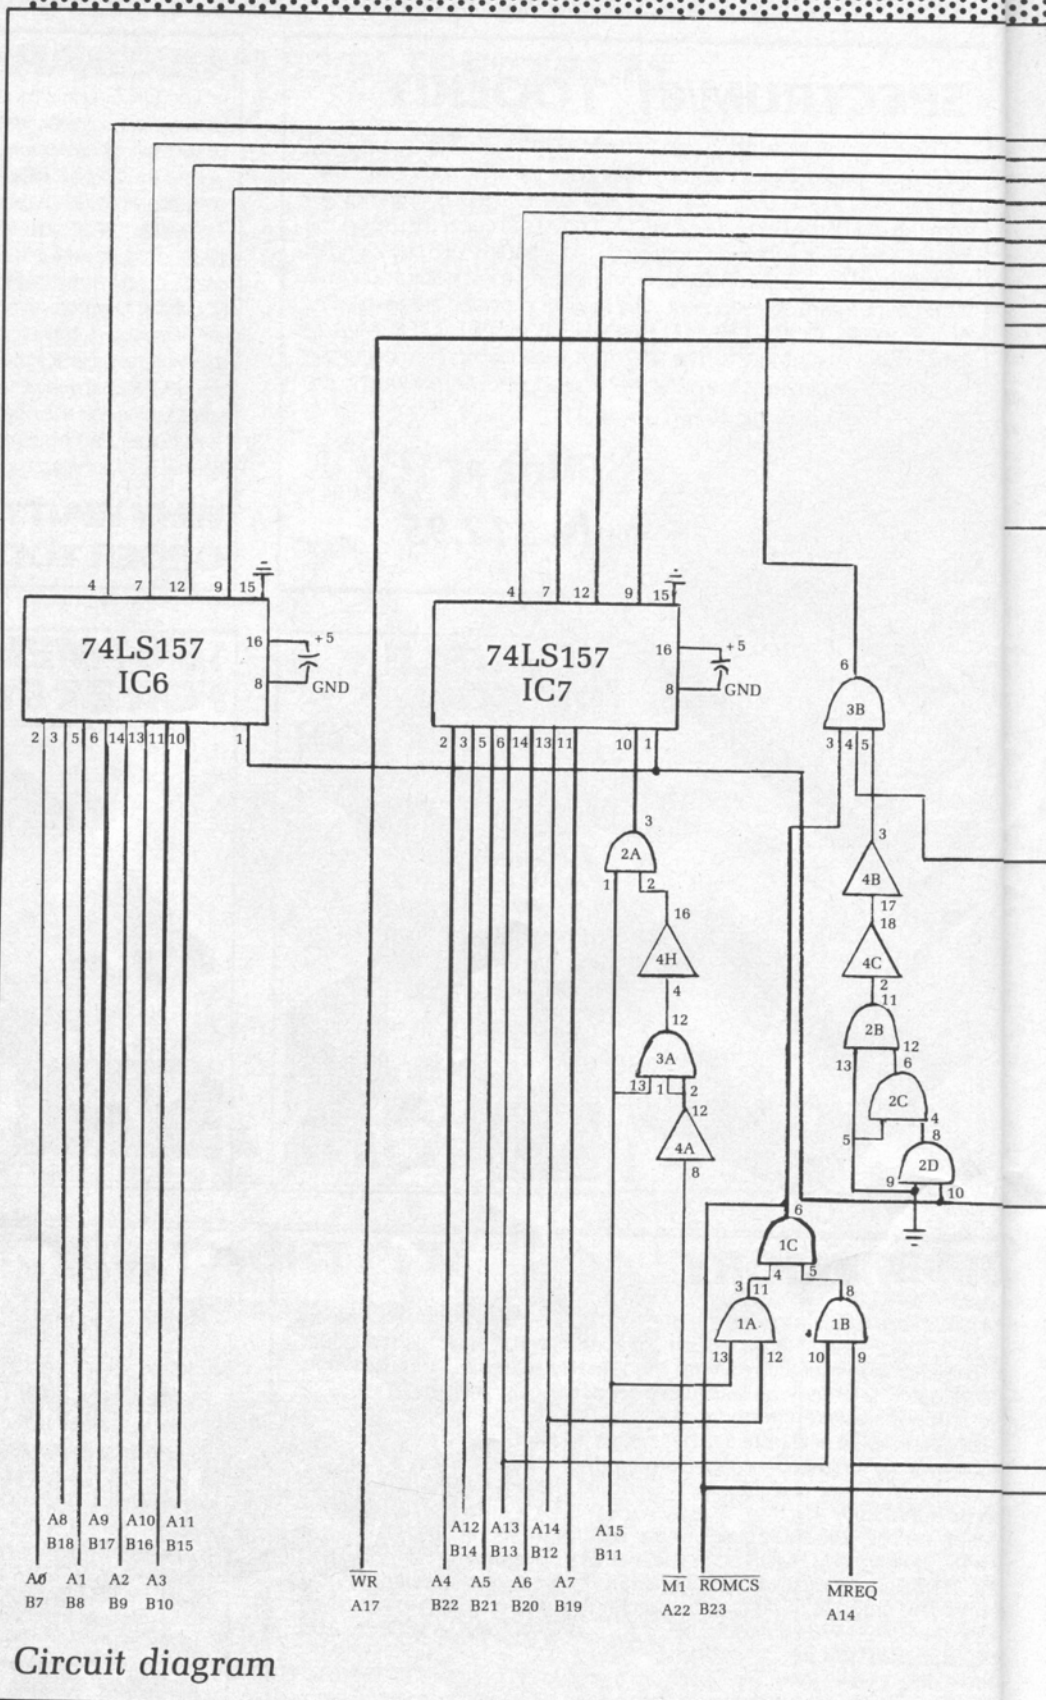 4 7 12 9 15
74LS157
IC6
16 +5
8 GND
2 3 5 6 14 13 11 10 1
4 7 12 9 15
74LS157
IC7
16 +5
8 GND
2 3 5 6 14 13 11 10 1
6
3B
3 4 5
3
2A
1 2
3
4B
17
16
4H
4
18
4C
2
12
3A
13 1 2
11
2B
13 12
12
4A
8
6
2C
5 4
8
2D
9 10
6
1C
4 5
3 11
1A
13 12
8
1B
10 9
A8 A9 A10 A11
B18 B17 B16 B15
A0 A1 A2 A3
B7 B8 B9 B10
WR
A17
A12 A13 A14
B14 B13 B12
A4 A5 A6 A7
B22 B21 B20 B19
A15
B11
M1 ROMCS
A22 B23
MREQ
A14
Circuit diagram